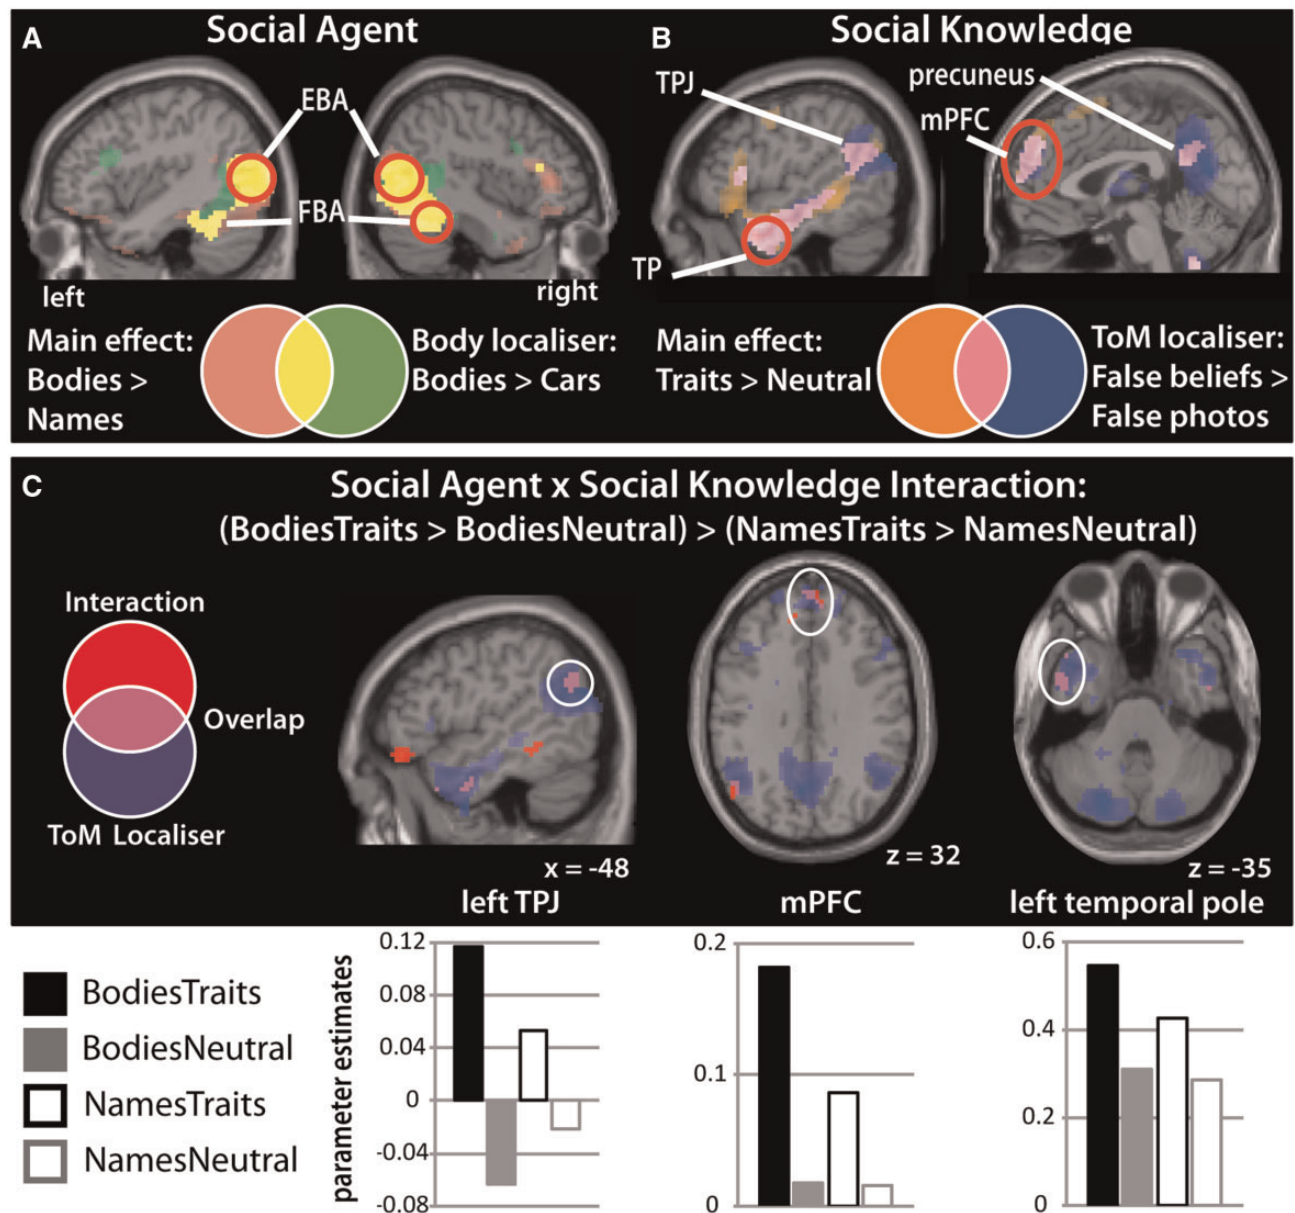 A
Social Agent
EBA
FBA
left
right
Main effect:
Bodies >
Names
Body localiser:
Bodies > Cars
B
Social Knowledge
TPJ
precuneus
mPFC
TP
Main effect:
Traits > Neutral
ToM localiser:
False beliefs >
False photos
C
Social Agent x Social Knowledge Interaction:
(BodiesTraits > BodiesNeutral) > (NamesTraits > NamesNeutral)
Interaction
Overlap
ToM Localiser
x = -48
z = 32
z = -35
left TPJ
mPFC
left temporal pole
BodiesTraits
BodiesNeutral
NamesTraits
NamesNeutral
parameter estimates
0.12
0.08
0.04
0
-0.04
-0.08
0.2
0.1
0
0.6
0.4
0.2
0